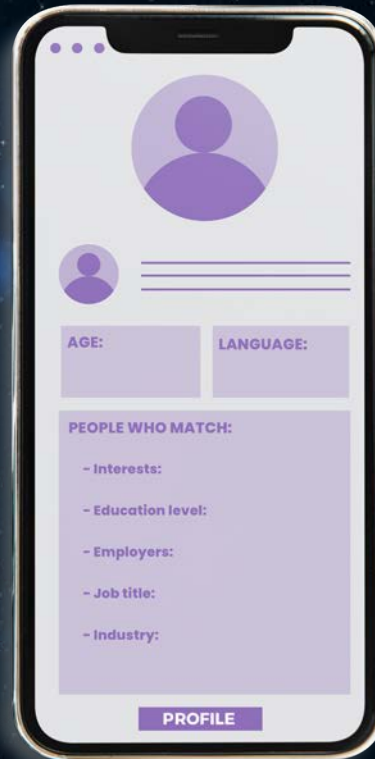 AGE:
LANGUAGE:
PEOPLE WHO MATCH:
- Interests:
- Education level:
- Employers:
- Job title:
- Industry:
PROFILE